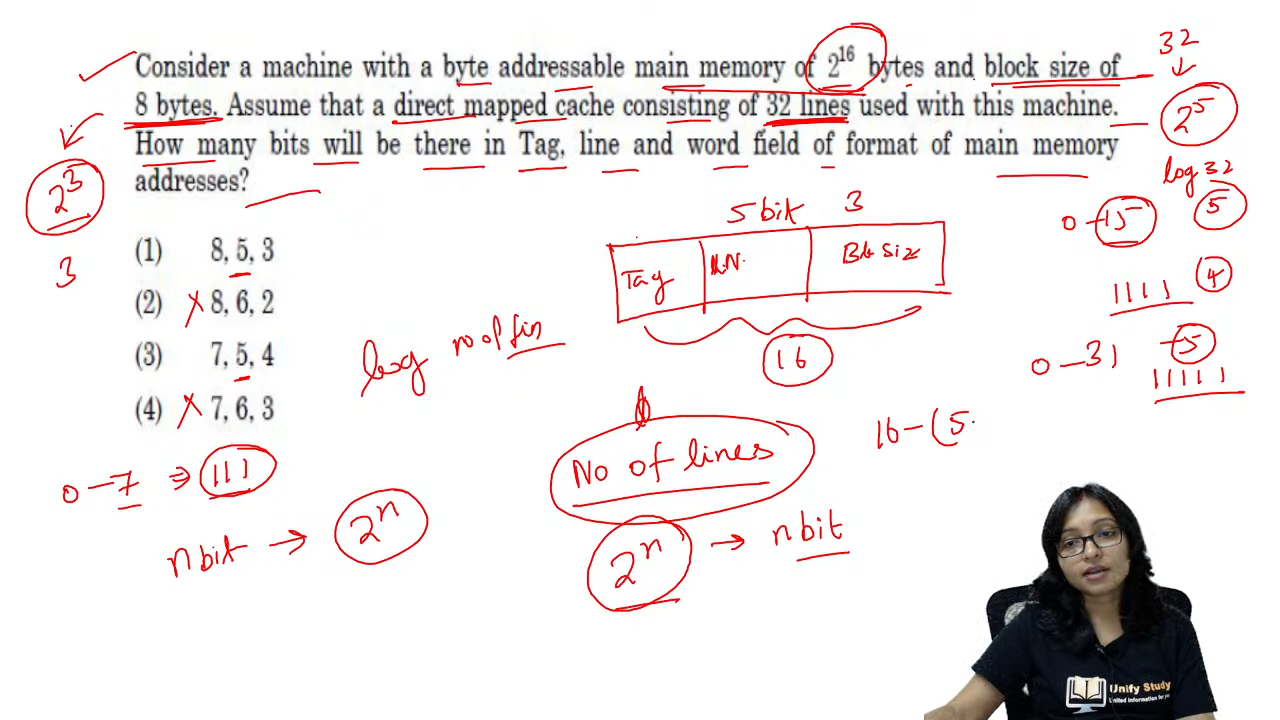 Consider a machine with a byte addressable main memory of 2^16 bytes and block size of
8 bytes. Assume that a direct mapped cache consisting of 32 lines used with this machine.
How many bits will be there in Tag, line and word field of format of main memory
addresses?
(1) 8, 5, 3
(2) 8, 6, 2
(3) 7, 5, 4
(4) 7, 6, 3
2^3
3
0 – 7 ⇒ 111
n bit → 2^n
log no of lin
5 bit 3
Tag L.N. Bk Size
16
No of lines
2^n → n bit
16 – (5
32
2^5
log 32
5
0 – 15
1111 4
0 – 31 – 5
11111
Unify Study